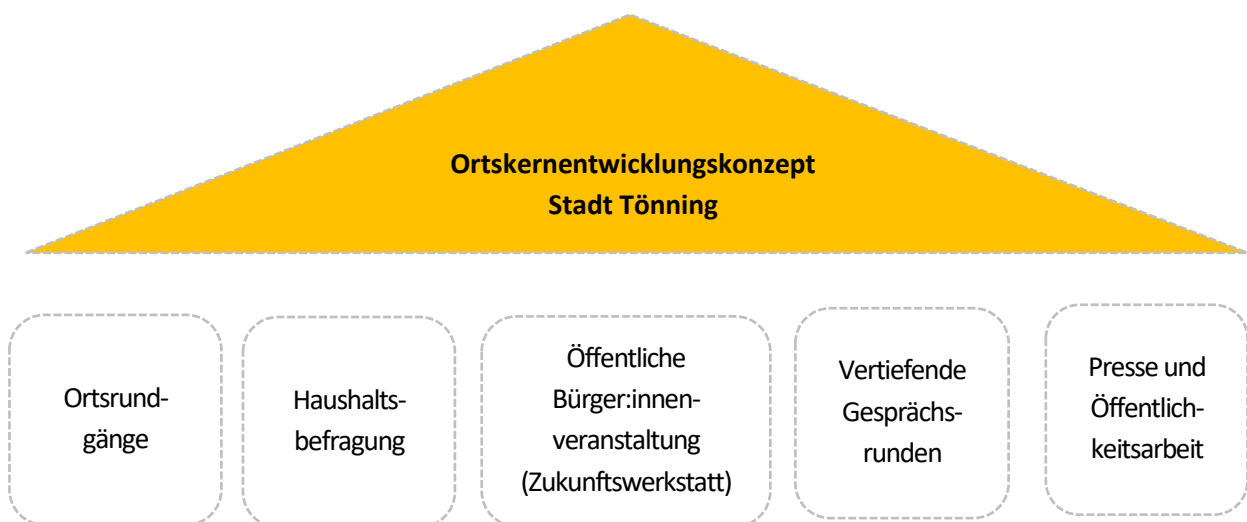 Ortskernentwicklungskonzept
Stadt Tönning
Ortsrund-
gänge
Haushalts-
befragung
Öffentliche
Bürger:innen-
veranstaltung
(Zukunftswerkstatt)
Vertiefende
Gesprächs-
runden
Presse und
Öffentlich-
keitsarbeit